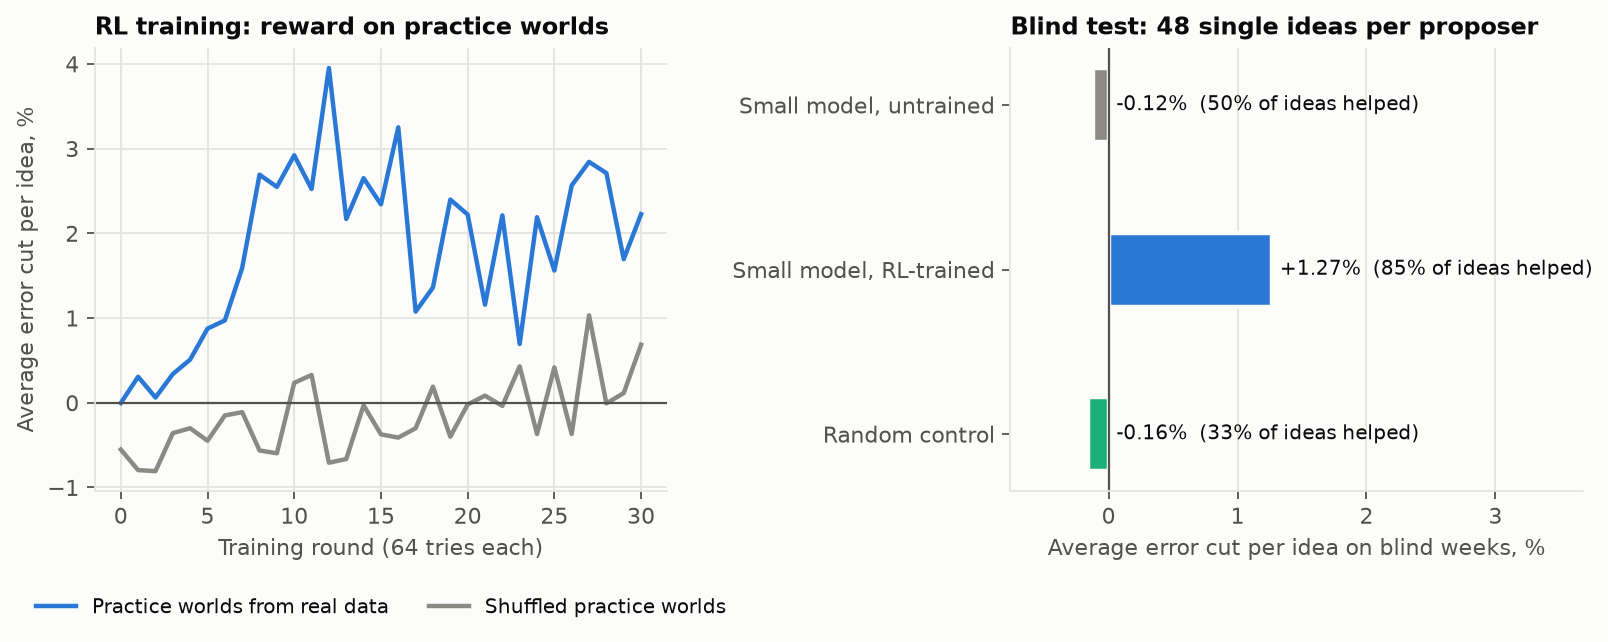 RL training: reward on practice worlds
Average error cut per idea, %
4
3
2
1
0
−1
0 5 10 15 20 25 30
Training round (64 tries each)
Practice worlds from real data
Shuffled practice worlds
Blind test: 48 single ideas per proposer
Small model, untrained
-0.12% (50% of ideas helped)
Small model, RL-trained
+1.27% (85% of ideas helped)
Random control
-0.16% (33% of ideas helped)
0 1 2 3
Average error cut per idea on blind weeks, %